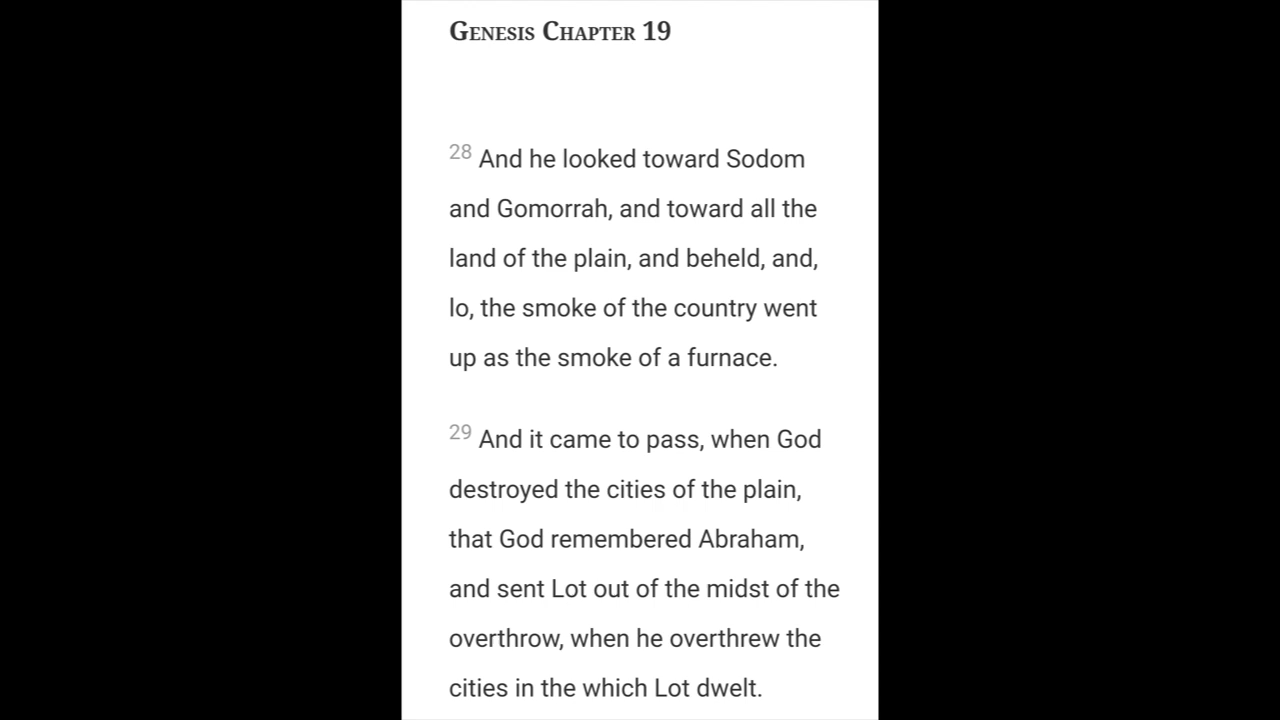 Genesis Chapter 19
28 And he looked toward Sodom
and Gomorrah, and toward all the
land of the plain, and beheld, and,
lo, the smoke of the country went
up as the smoke of a furnace.
29 And it came to pass, when God
destroyed the cities of the plain,
that God remembered Abraham,
and sent Lot out of the midst of the
overthrow, when he overthrew the
cities in the which Lot dwelt.